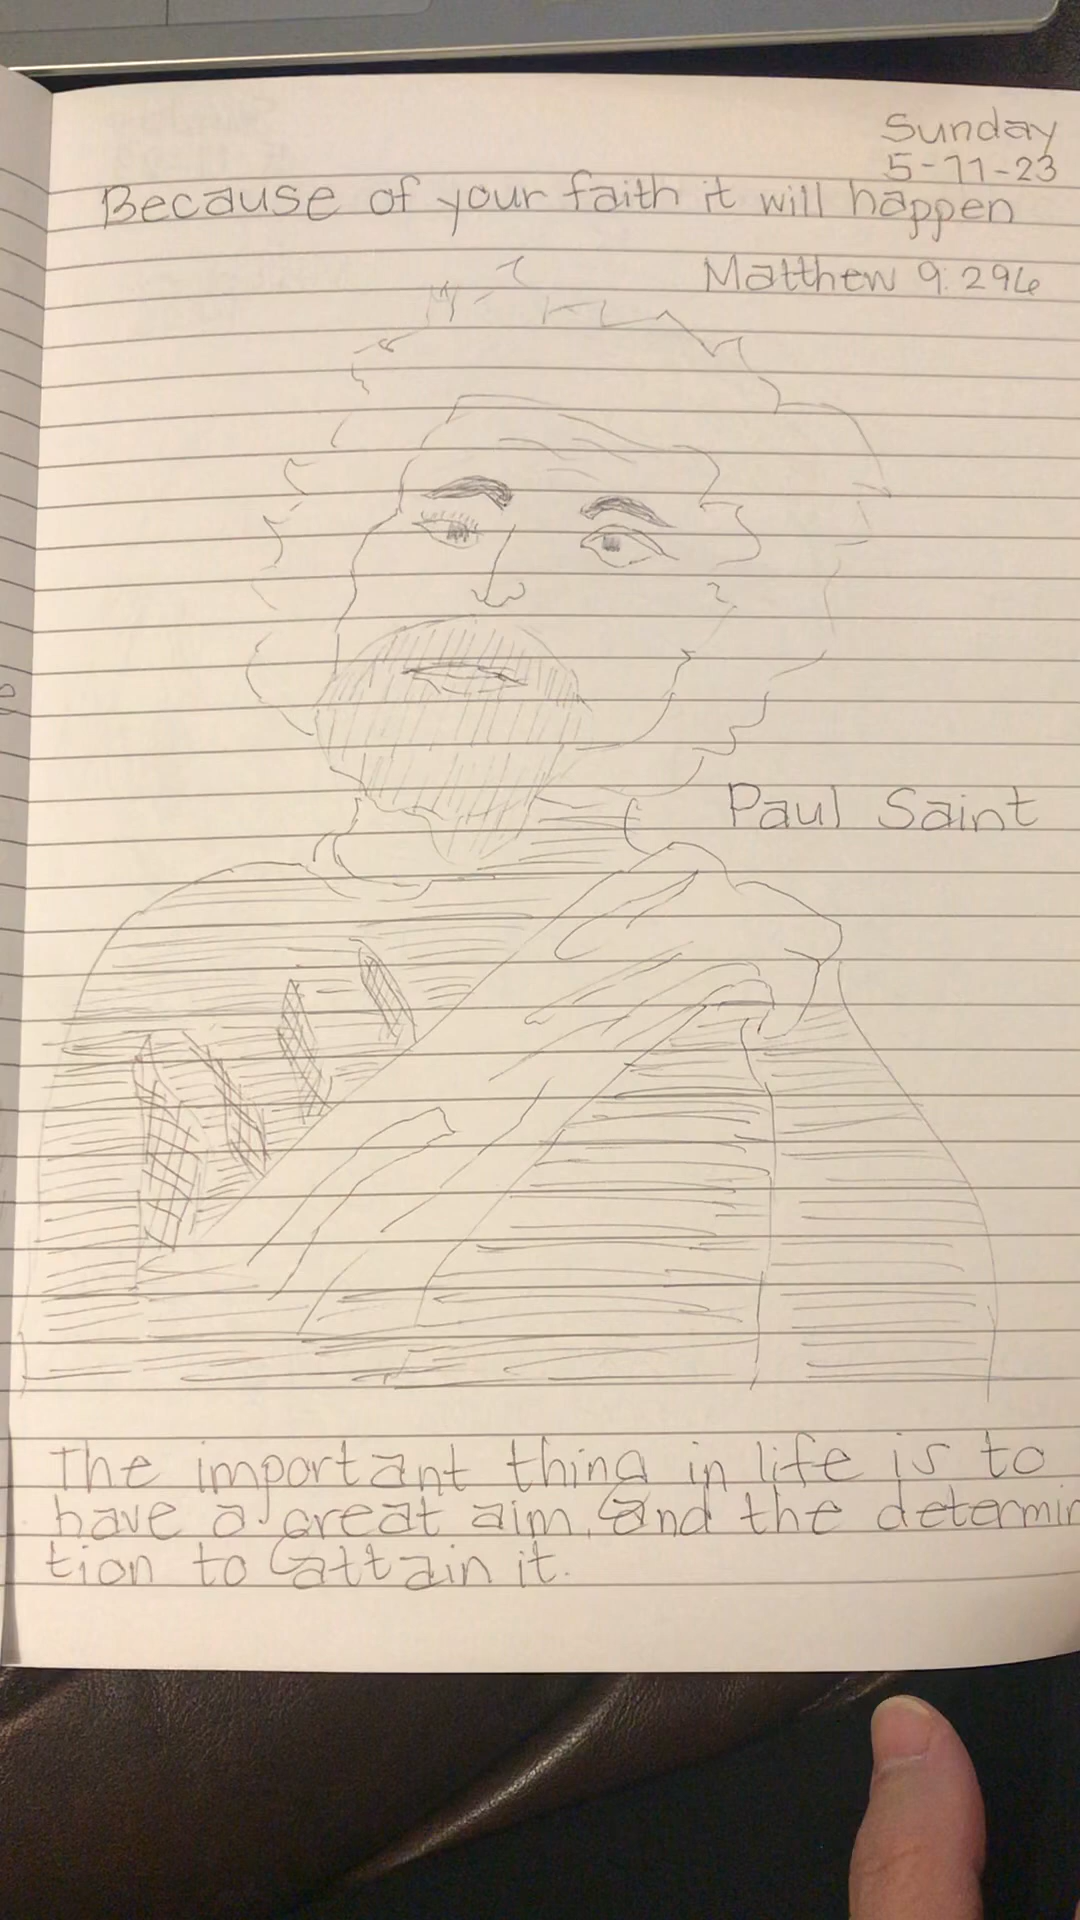 Sunday
5-11-23
Because of your faith it will happen
Matthew 9:296
Paul Saint
The important thing in life is to
have a great aim, and the determin
tion to attain it.